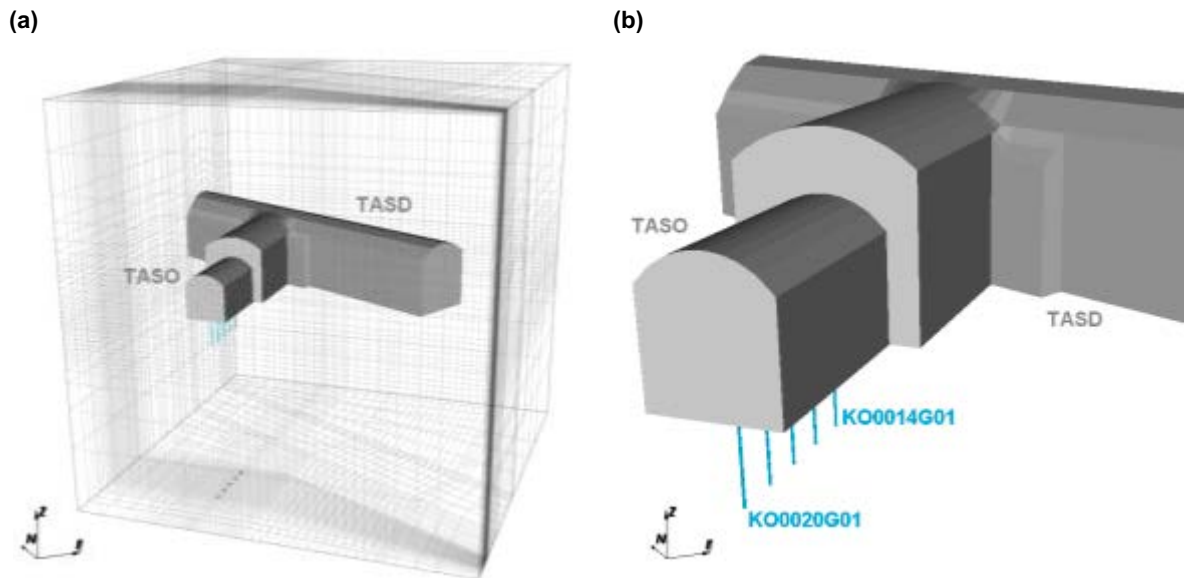 (a)
(b)
TASD
TASO
TASO
TASD
KO0014G01
KO0020G01
Z
N
Z
N